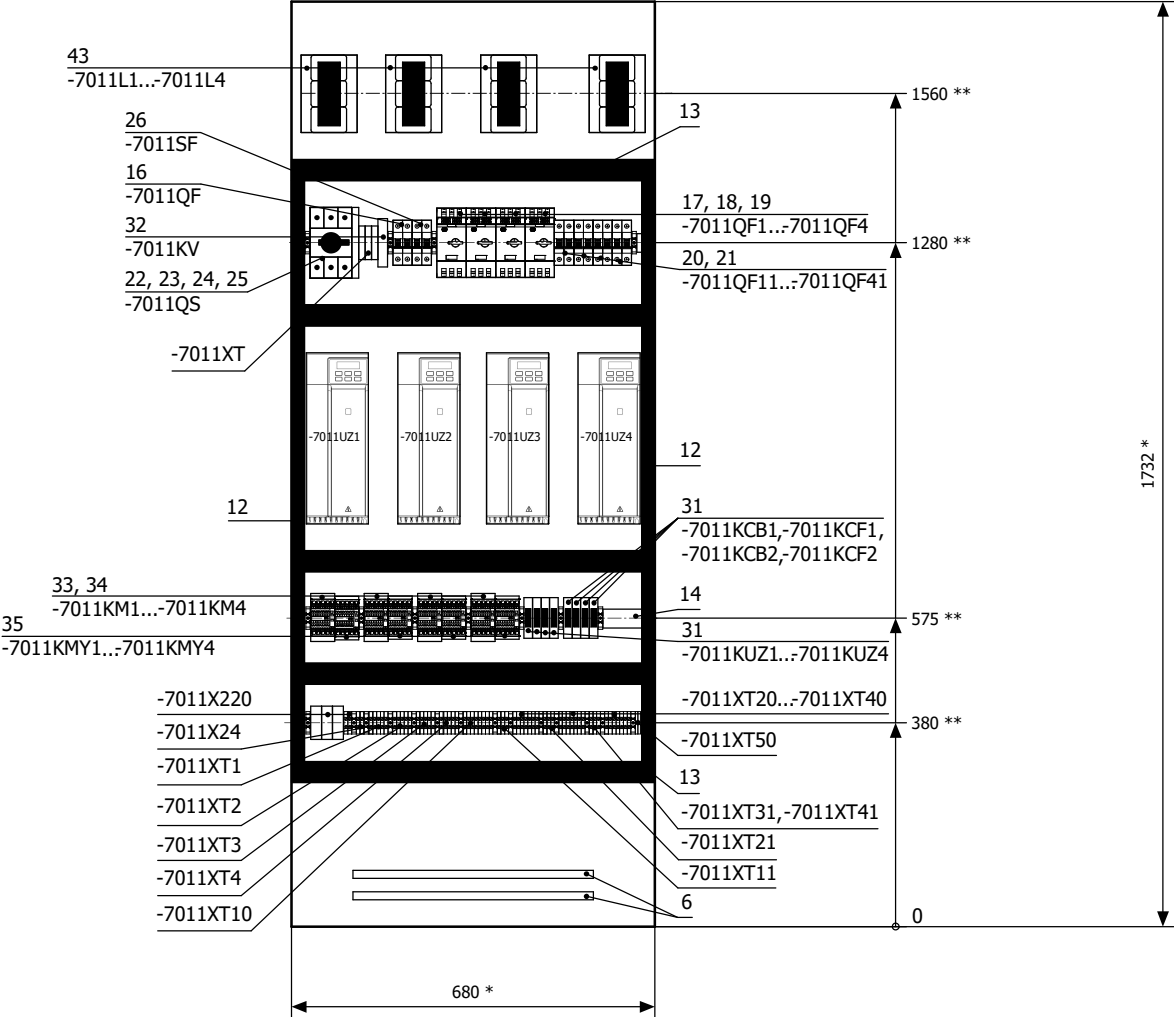 43
-7011L1...-7011L4
1560 **
26
-7011SF
13
16
-7011QF
17, 18, 19
-7011QF1...-7011QF4
32
-7011KV
1280 **
20, 21
-7011QF11...-7011QF41
22, 23, 24, 25
-7011QS
-7011XT
-7011UZ1
-7011UZ2
-7011UZ3
-7011UZ4
12
1732 *
12
31
-7011KCB1,-7011KCF1,
-7011KCB2,-7011KCF2
33, 34
-7011KM1...-7011KM4
14
575 **
35
-7011KMY1...-7011KMY4
31
-7011KUZ1...-7011KUZ4
-7011X220
-7011XT20...-7011XT40
380 **
-7011X24
-7011XT50
-7011XT1
13
-7011XT2
-7011XT31,-7011XT41
-7011XT3
-7011XT21
-7011XT4
-7011XT11
-7011XT10
6
0
680 *